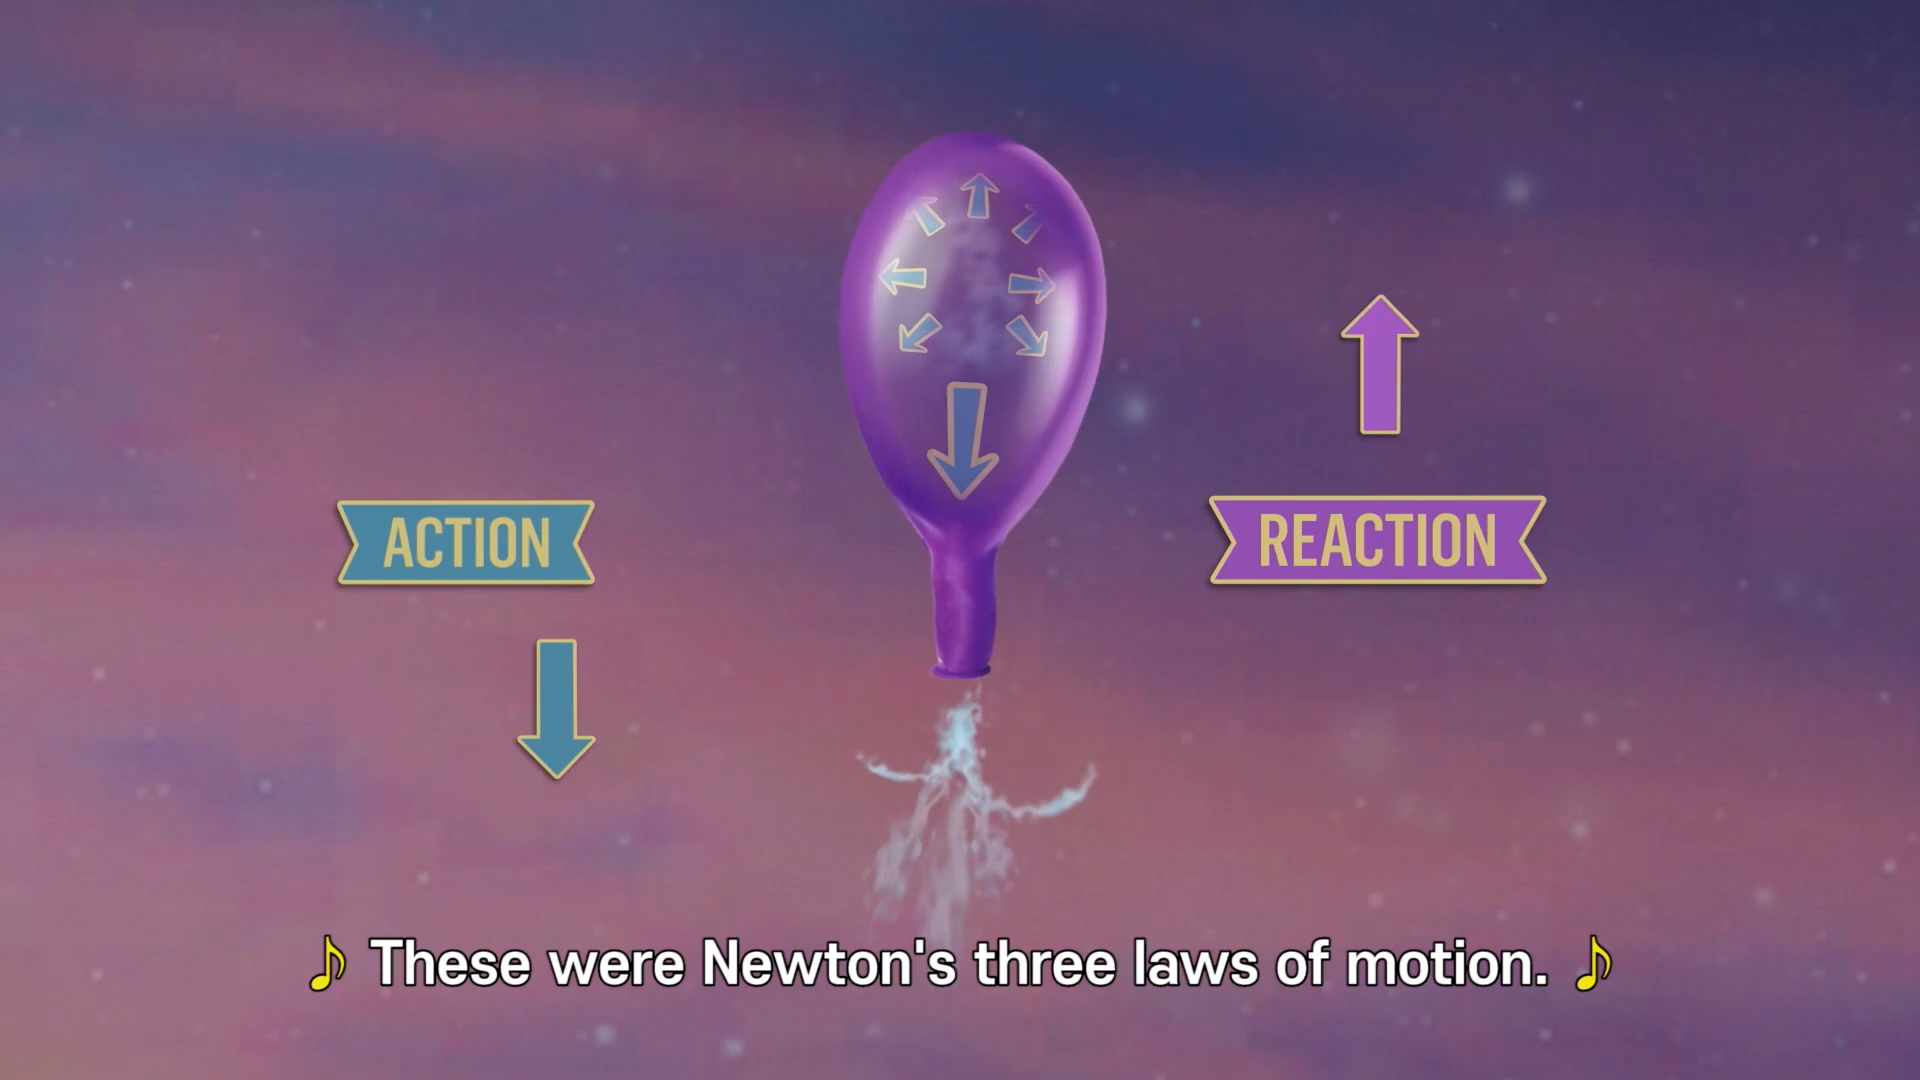 ACTION
REACTION
♪ These were Newton's three laws of motion. ♪